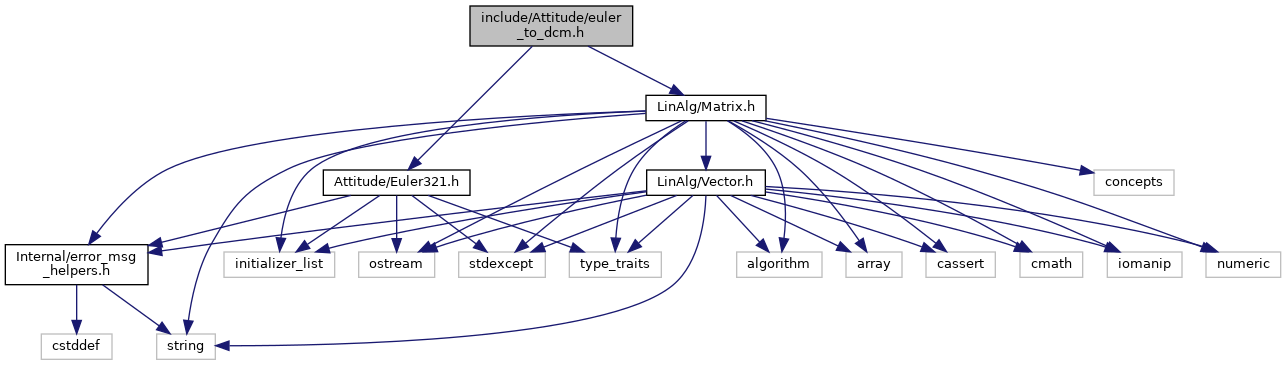 include/Attitude/euler
_to_dcm.h
LinAlg/Matrix.h
Attitude/Euler321.h
LinAlg/Vector.h
concepts
Internal/error_msg
_helpers.h
initializer_list
ostream
stdexcept
type_traits
algorithm
array
cassert
cmath
iomanip
numeric
cstddef
string